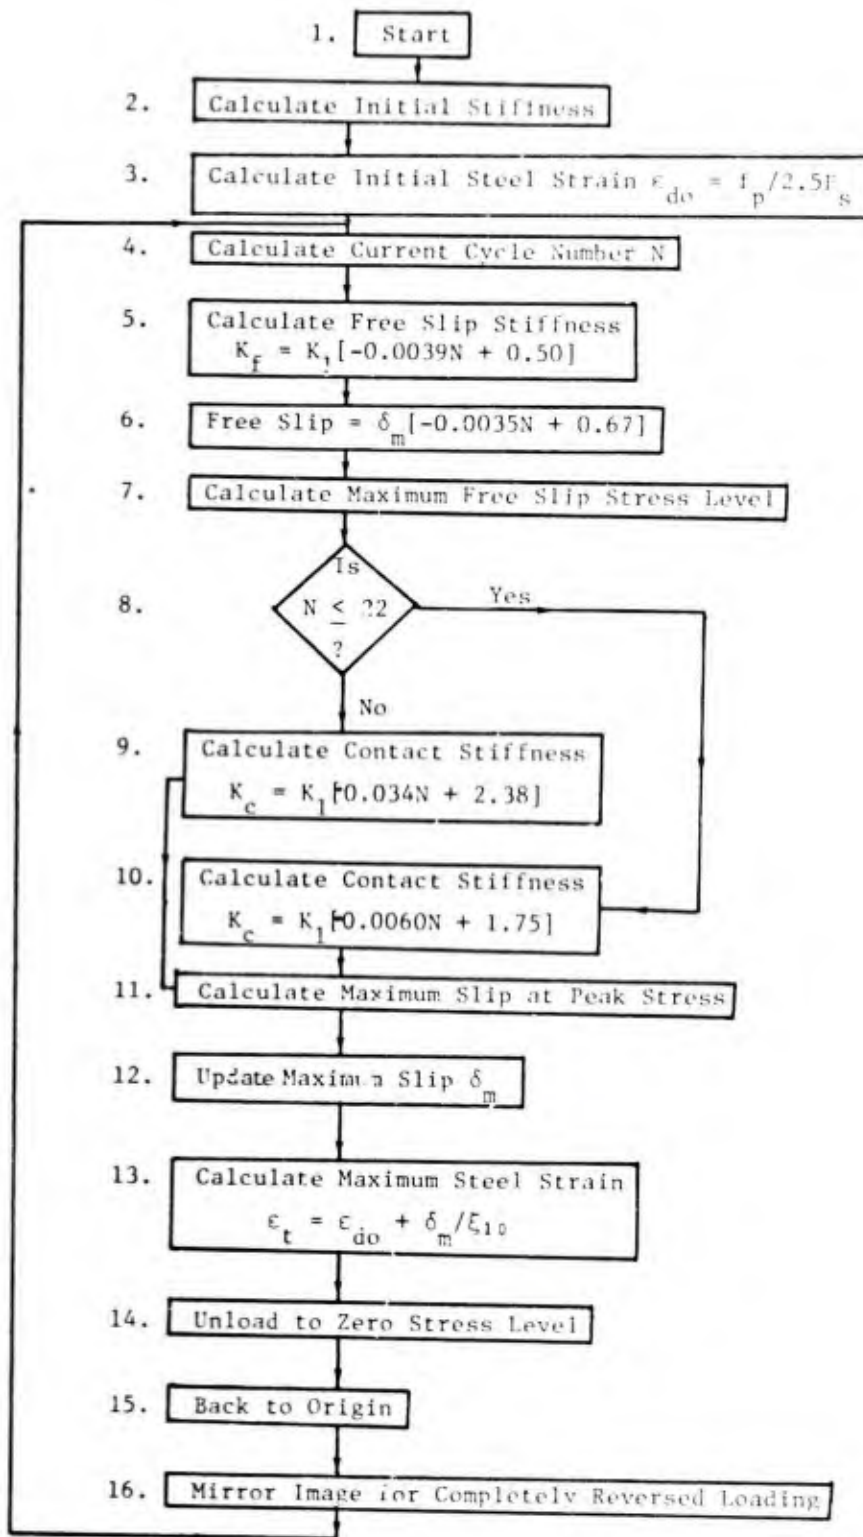 1. Start
2. Calculate Initial Stiffness
3. Calculate Initial Steel Strain ε_do = f_p/2.5E_s
4. Calculate Current Cycle Number N
5. Calculate Free Slip Stiffness
K_f = K_1[-0.0039N + 0.50]
6. Free Slip = δ_m[-0.0035N + 0.67]
7. Calculate Maximum Free Slip Stress Level
Is
8. N ≤ 22 Yes
?
No
9. Calculate Contact Stiffness
K_c = K_1[-0.034N + 2.38]
10. Calculate Contact Stiffness
K_c = K_1[-0.0060N + 1.75]
11. Calculate Maximum Slip at Peak Stress
12. Update Maximum Slip δ_m
13. Calculate Maximum Steel Strain
ε_t = ε_do + δ_m/ξ_10
14. Unload to Zero Stress Level
15. Back to Origin
16. Mirror Image for Completely Reversed Loading